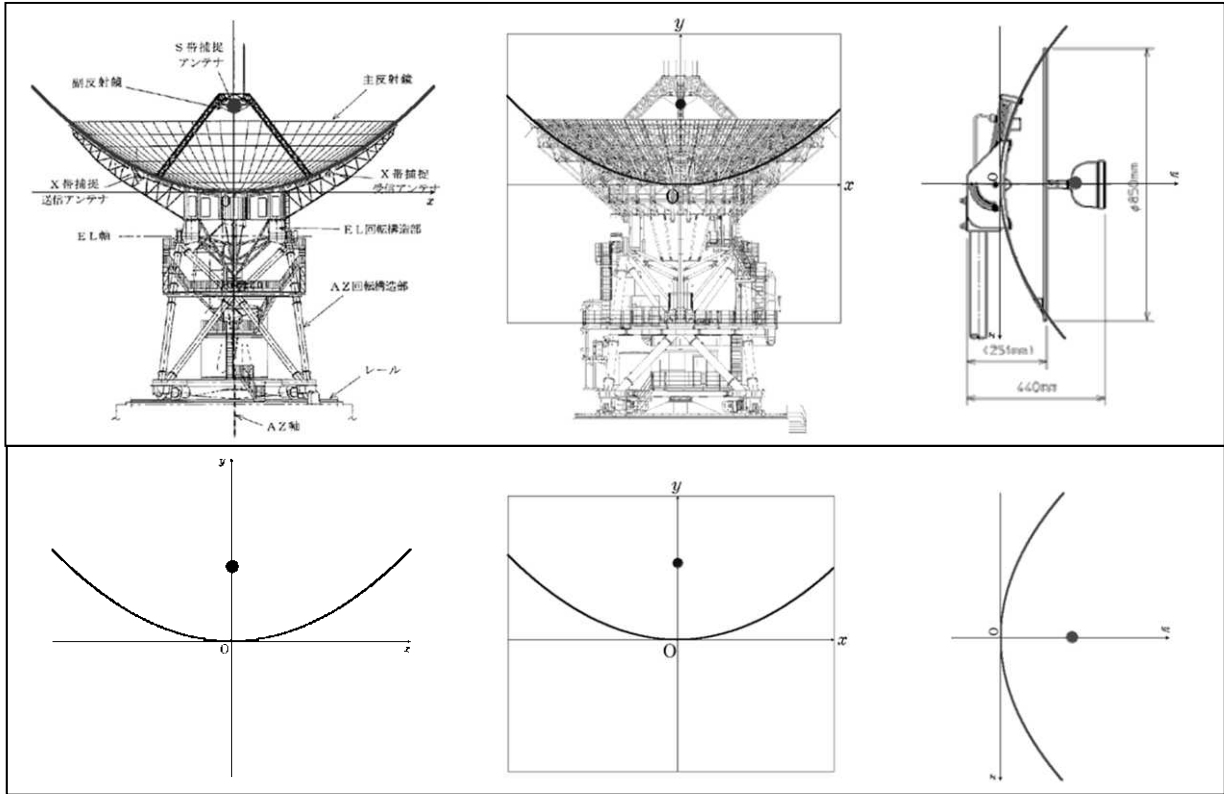 S帯捕捉
アンテナ
副反射鏡
主反射鏡
X帯捕捉
送信アンテナ
X帯捕捉
受信アンテナ
O
x
EL軸
EL回転構造部
AZ回転構造部
レール
AZ軸
y
O
x
O
y
x
φ850mm
(251mm)
440mm
y
O
x
y
O
x
O
y
x